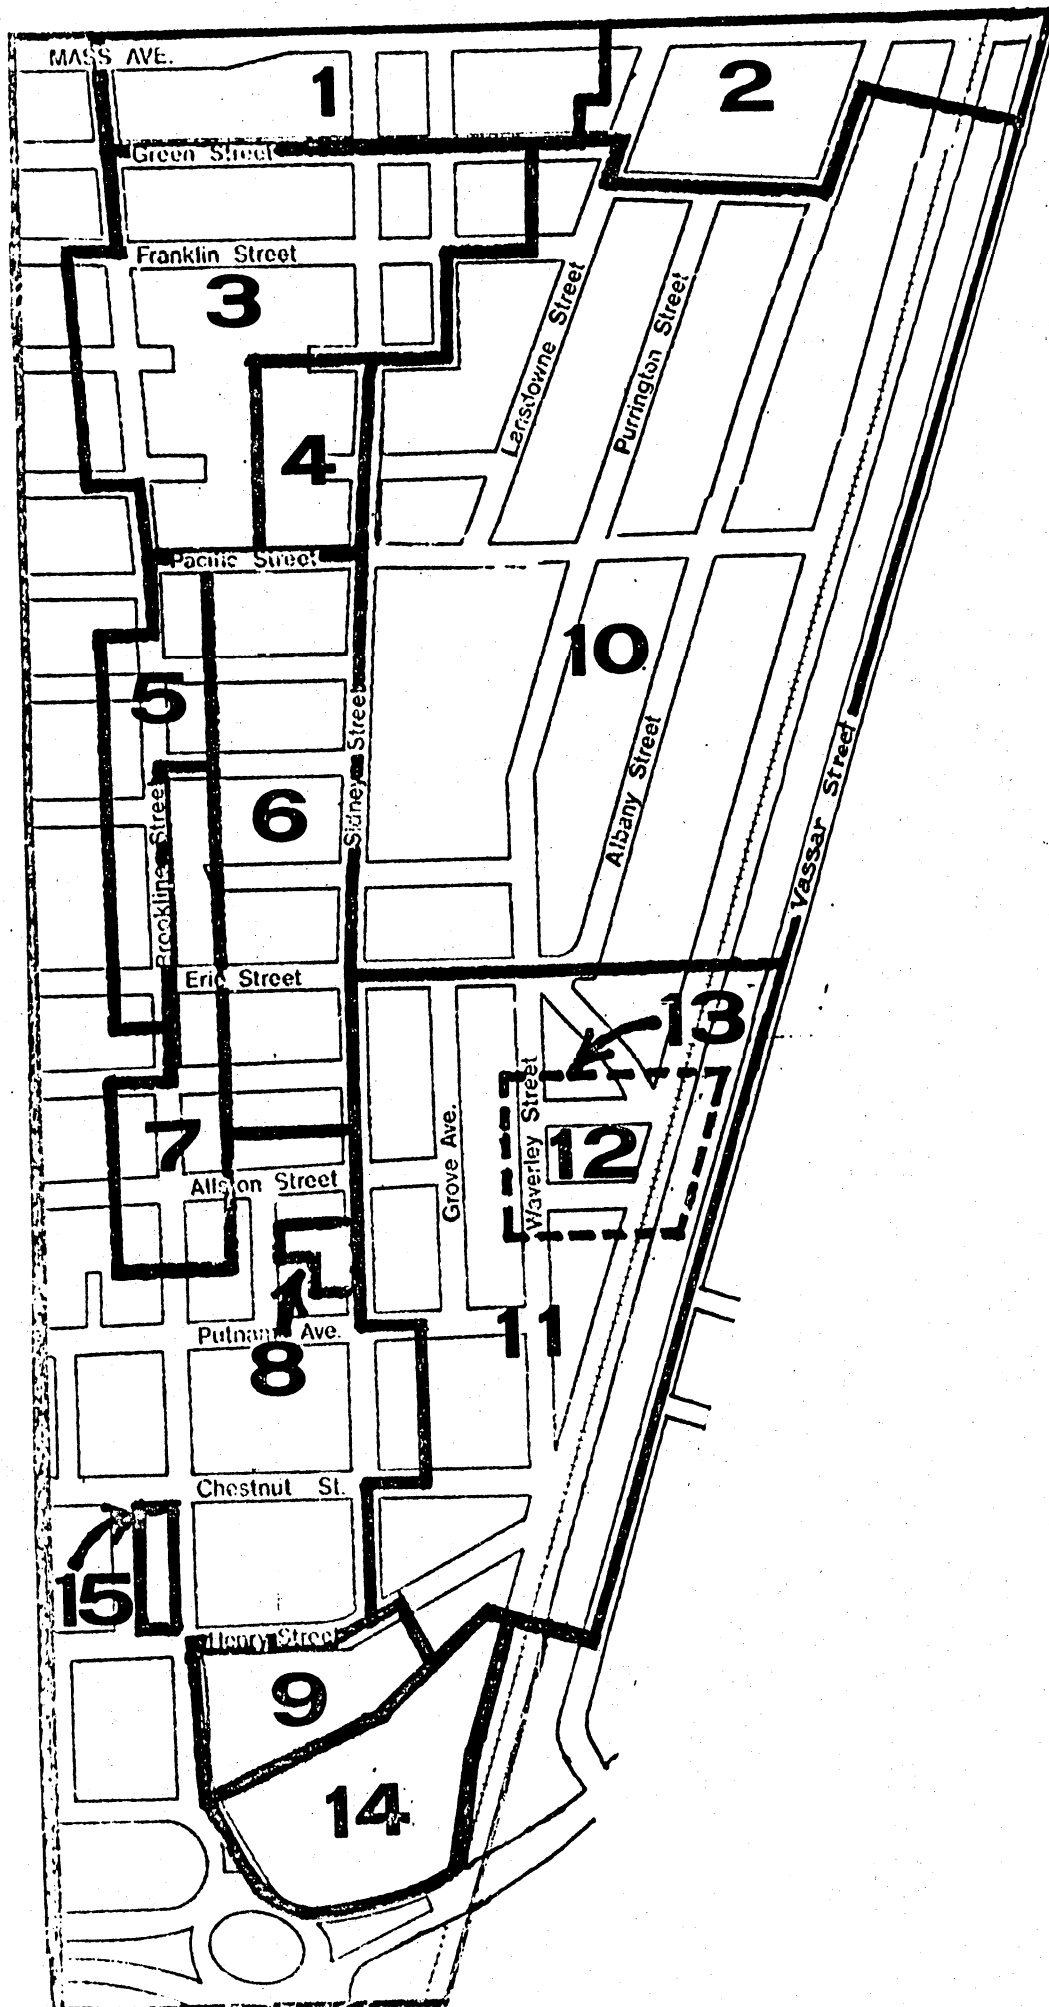 MASS AVE.
1
2
Green Street
Franklin Street
3
Lansdowne Street
Purrington Street
4
Pacific Street
10
5
Sidney Street
Albany Street
6
Brookline Street
Vassar Street
Erie Street
13
Waverley Street
12
Grove Ave.
7
Allston Street
Putnam Ave.
8
11
Chestnut St.
15
Henry Street
9
14